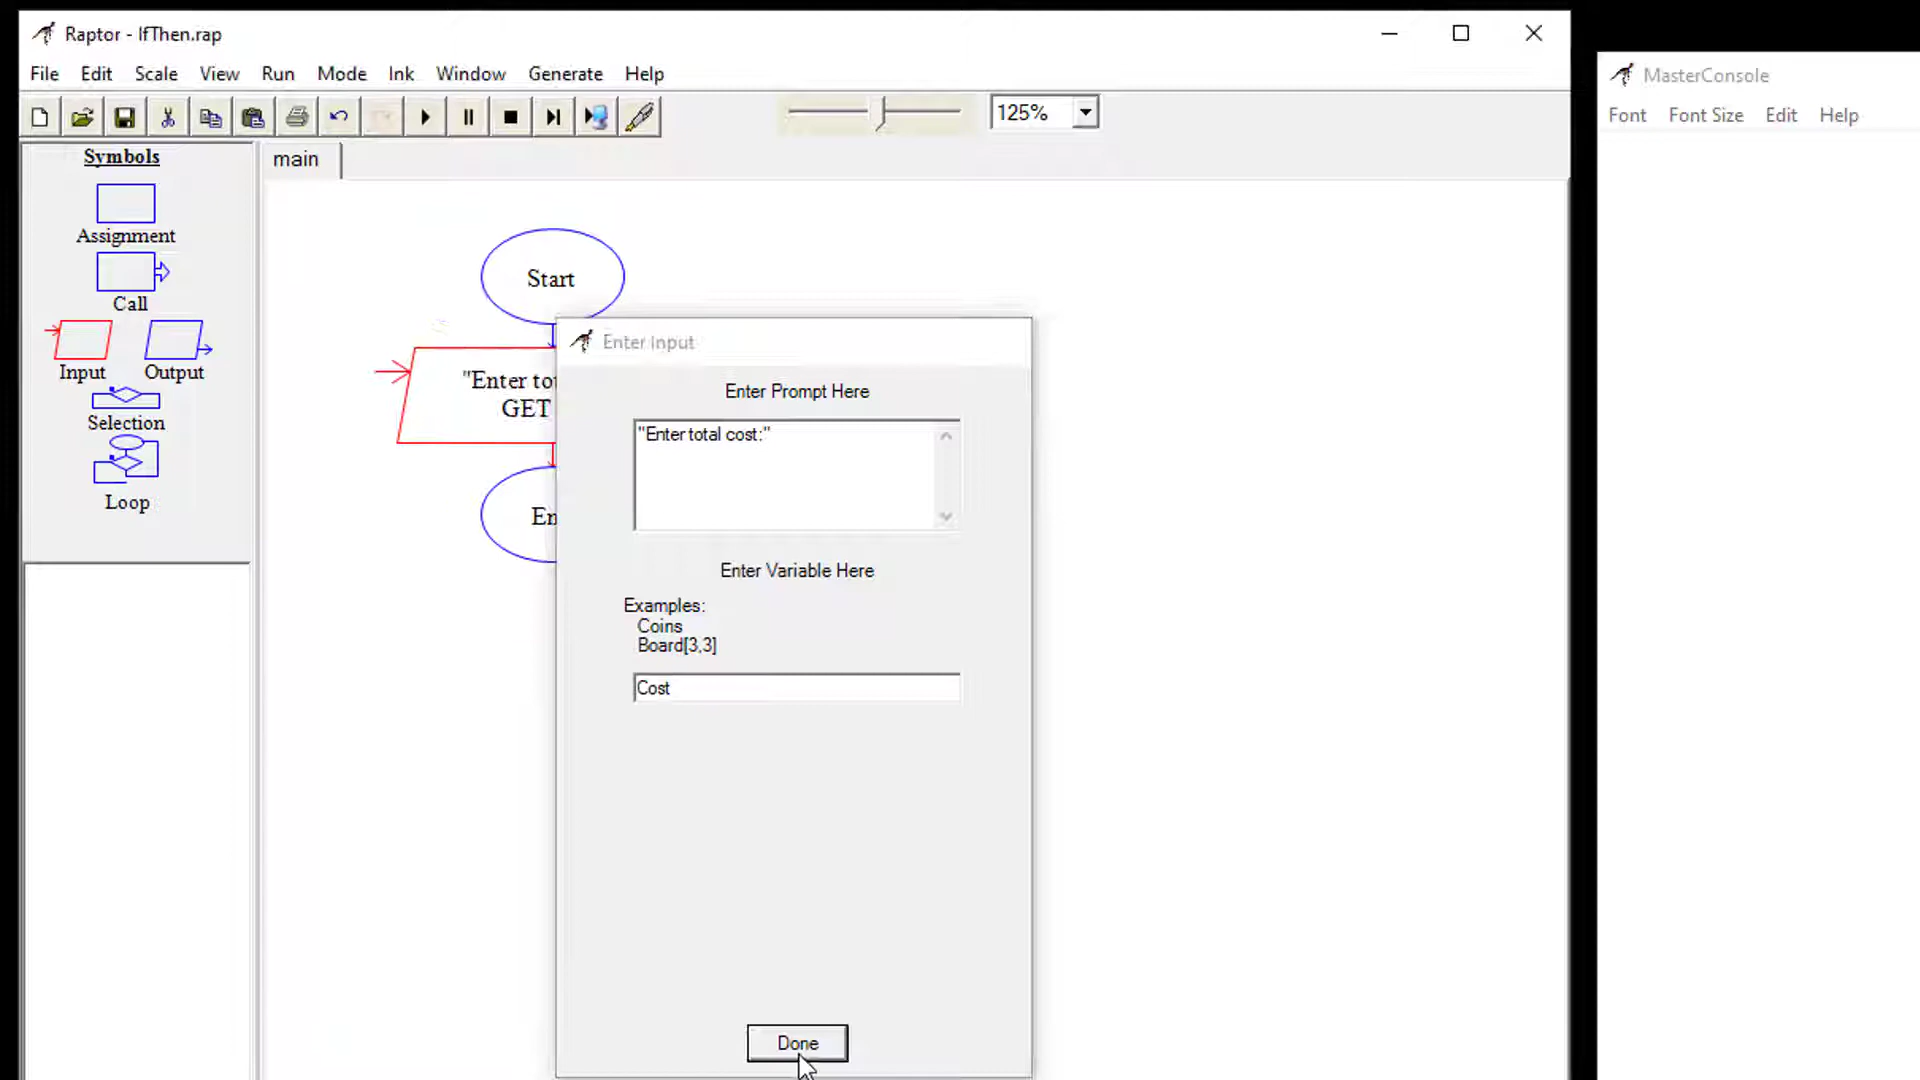 Raptor - IfThen.rap
File Edit Scale View Run Mode Ink Window Generate Help
125%
Symbols
Assignment
Call
Input Output
Selection
Loop
main
Start
"Enter tot
GET
En
Enter Input
Enter Prompt Here
"Enter total cost:"
Enter Variable Here
Examples:
Coins
Board[3,3]
Cost
Done
MasterConsole
Font Font Size Edit Help